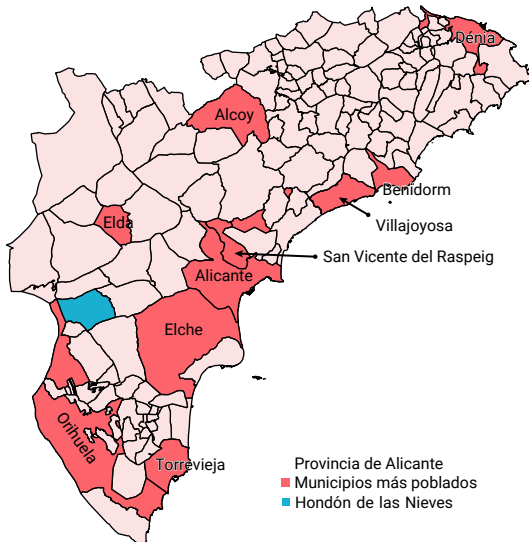 Dénia
Alcoy
Benidorm
Elda
Villajoyosa
San Vicente del Raspeig
Alicante
Elche
Orihuela
Torrevieja
Provincia de Alicante
Municipios más poblados
Hondón de las Nieves